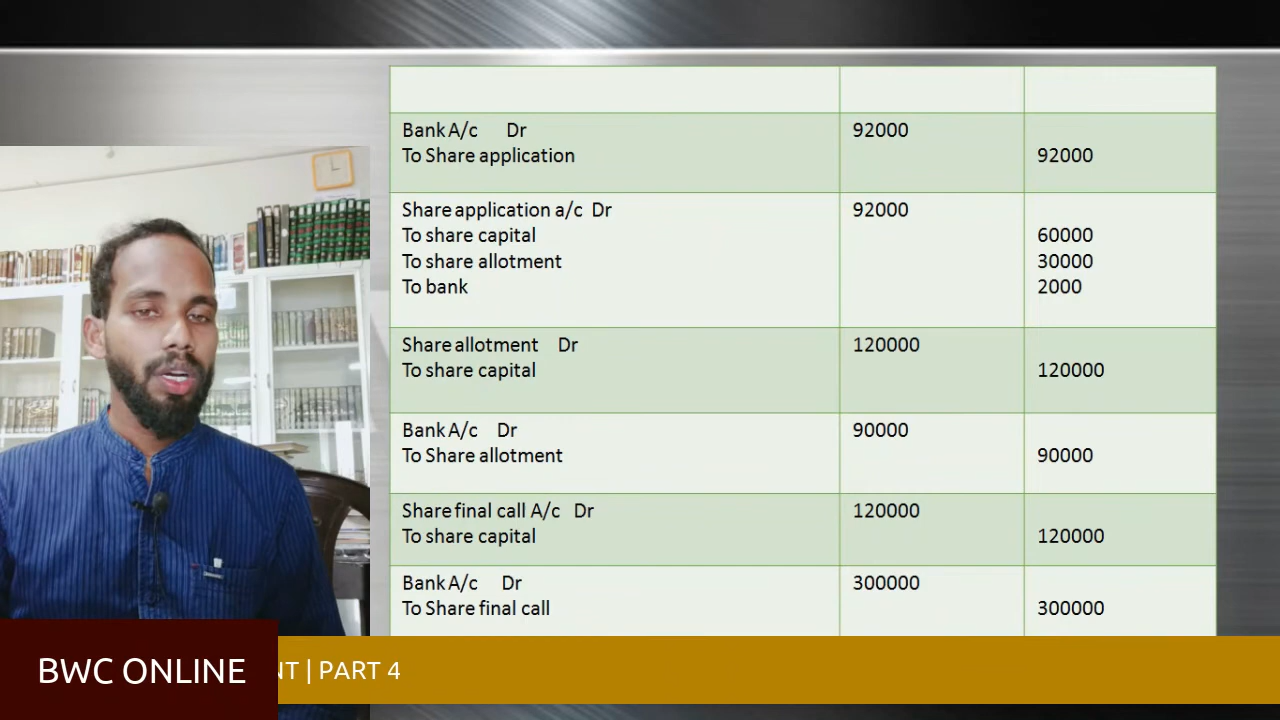 Bank A/c Dr 92000
To Share application 92000
Share application a/c Dr 92000
To share capital 60000
To share allotment 30000
To bank 2000
Share allotment Dr 120000
To share capital 120000
Bank A/c Dr 90000
To Share allotment 90000
Share final call A/c Dr 120000
To share capital 120000
Bank A/c Dr 300000
To Share final call 300000
BWC ONLINE
NT | PART 4